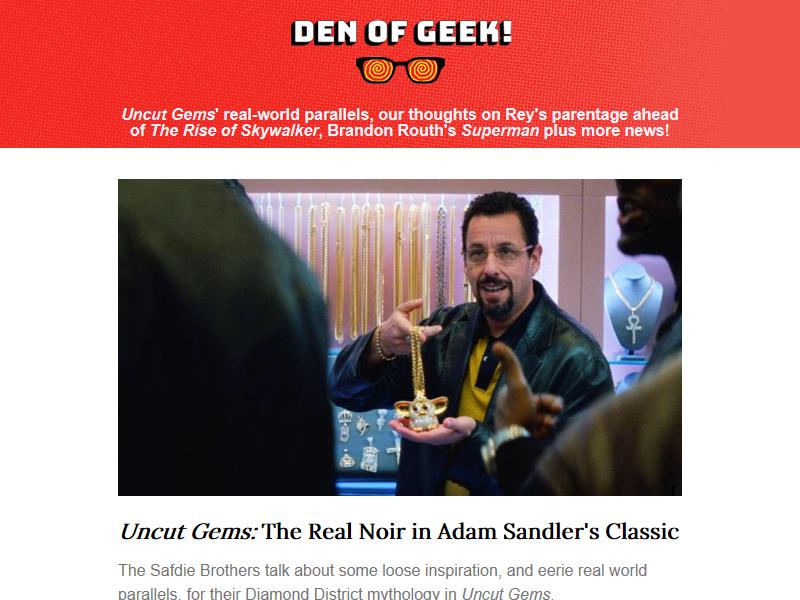 DEN OF GEEK!
Uncut Gems' real-world parallels, our thoughts on Rey's parentage ahead
of The Rise of Skywalker, Brandon Routh's Superman plus more news!
Uncut Gems: The Real Noir in Adam Sandler's Classic
The Safdie Brothers talk about some loose inspiration, and eerie real world
parallels, for their Diamond District mythology in Uncut Gems.